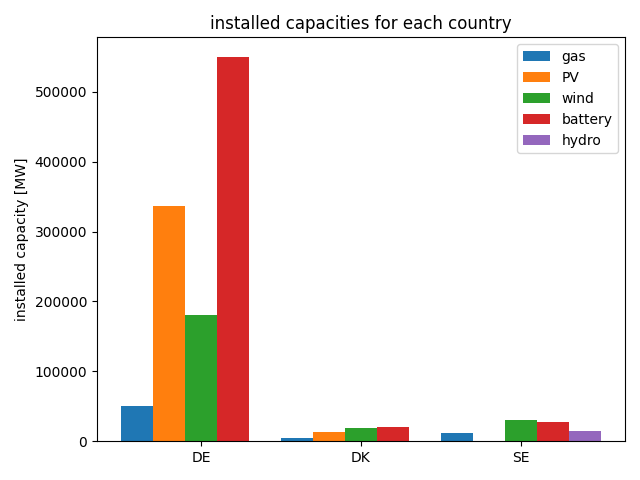 installed capacities for each country
installed capacity [MW]
500000
400000
300000
200000
100000
0
gas
PV
wind
battery
hydro
DE
DK
SE